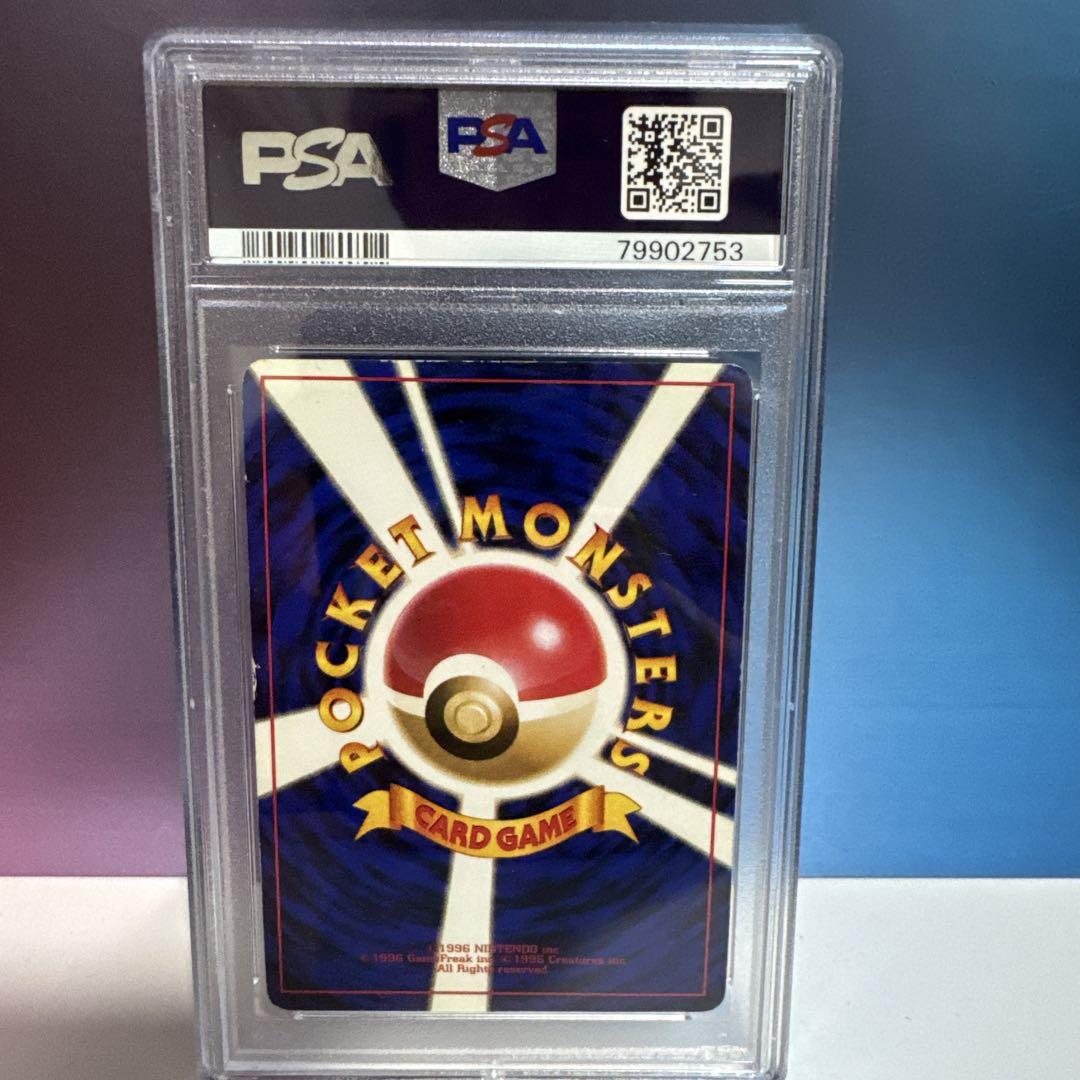 PSA
PSA
79902753
POCKET MONSTERS
CARD GAME
©1996 NINTENDO inc
©1996 GameFreak inc ©1996 Creatures inc
All Rights reserved